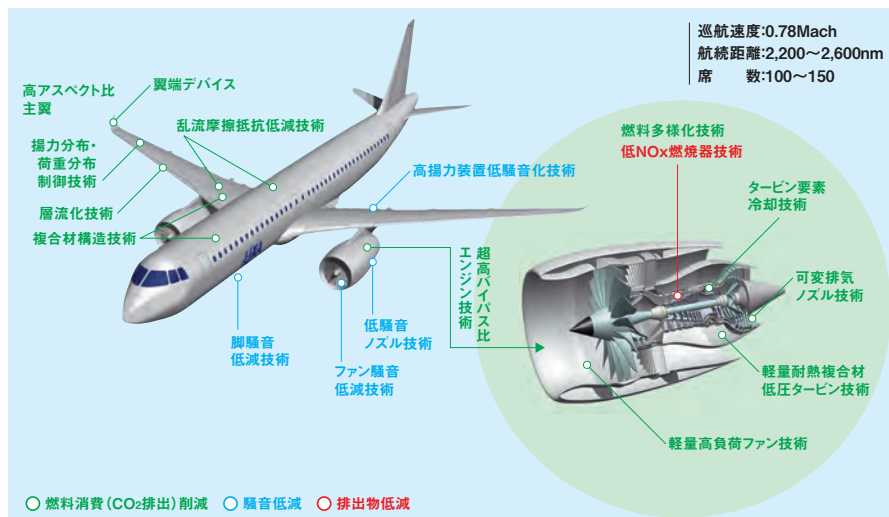 巡航速度:0.78Mach
航続距離:2,200〜2,600nm
席　　数:100〜150
高アスペクト比
主翼
翼端デバイス
乱流摩擦抵抗低減技術
揚力分布・
荷重分布
制御技術
層流化技術
複合材構造技術
高揚力装置低騒音化技術
脚騒音
低減技術
ファン騒音
低減技術
低騒音
ノズル技術
超高バイパス比
エンジン技術
燃料多様化技術
低NOx燃焼器技術
タービン要素
冷却技術
可変排気
ノズル技術
軽量耐熱複合材
低圧タービン技術
軽量高負荷ファン技術
燃料消費（CO2排出）削減
騒音低減
排出物低減